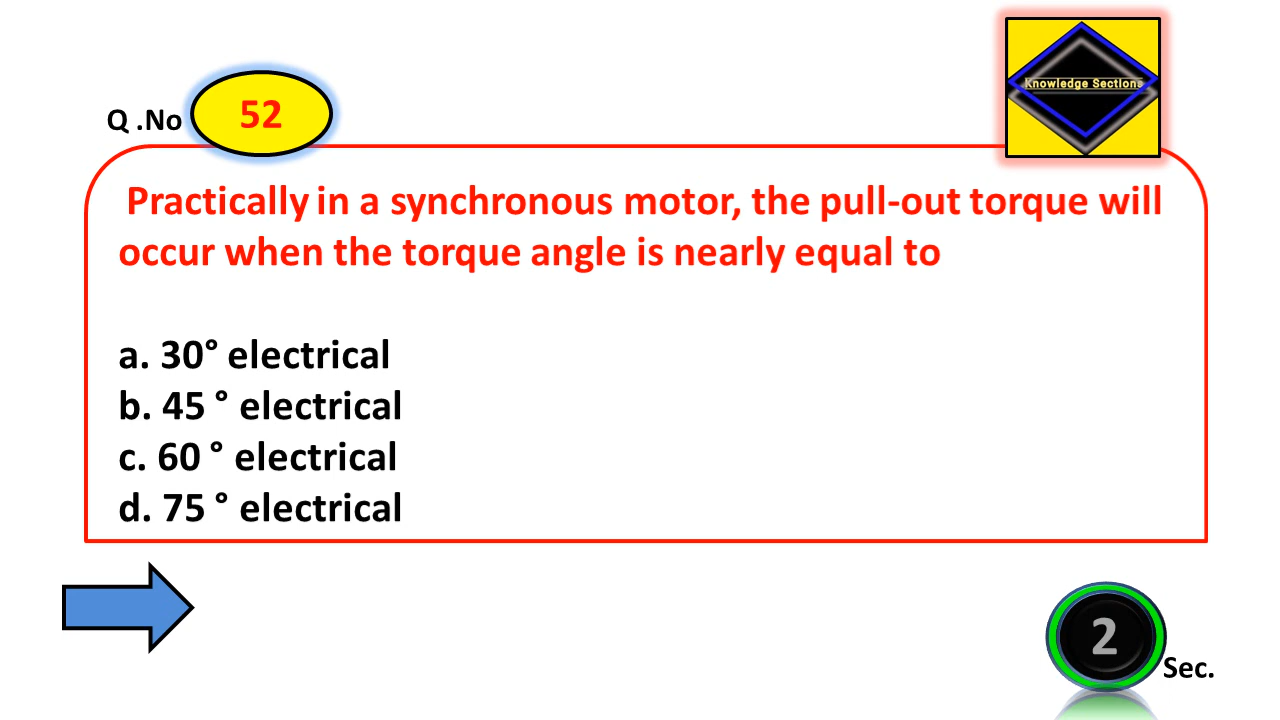 Q .No 52
Knowledge Sections
Practically in a synchronous motor, the pull-out torque will
occur when the torque angle is nearly equal to
a. 30° electrical
b. 45 ° electrical
c. 60 ° electrical
d. 75 ° electrical
2 Sec.